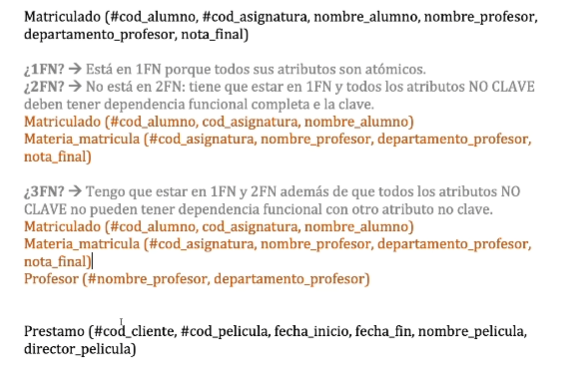 Matriculado (#cod_alumno, #cod_asignatura, nombre_alumno, nombre_profesor,
departamento_profesor, nota_final)
¿1FN? → Está en 1FN porque todos sus atributos son atómicos.
¿2FN? → No está en 2FN: tiene que estar en 1FN y todos los atributos NO CLAVE
deben tener dependencia funcional completa e la clave.
Matriculado (#cod_alumno, cod_asignatura, nombre_alumno)
Materia_matricula (#cod_asignatura, nombre_profesor, departamento_profesor,
nota_final)
¿3FN? → Tengo que estar en 1FN y 2FN además de que todos los atributos NO
CLAVE no pueden tener dependencia funcional con otro atributo no clave.
Matriculado (#cod_alumno, cod_asignatura, nombre_alumno)
Materia_matricula (#cod_asignatura, nombre_profesor, departamento_profesor,
nota_final)
Profesor (#nombre_profesor, departamento_profesor)
Prestamo (#cod_cliente, #cod_pelicula, fecha_inicio, fecha_fin, nombre_pelicula,
director_pelicula)